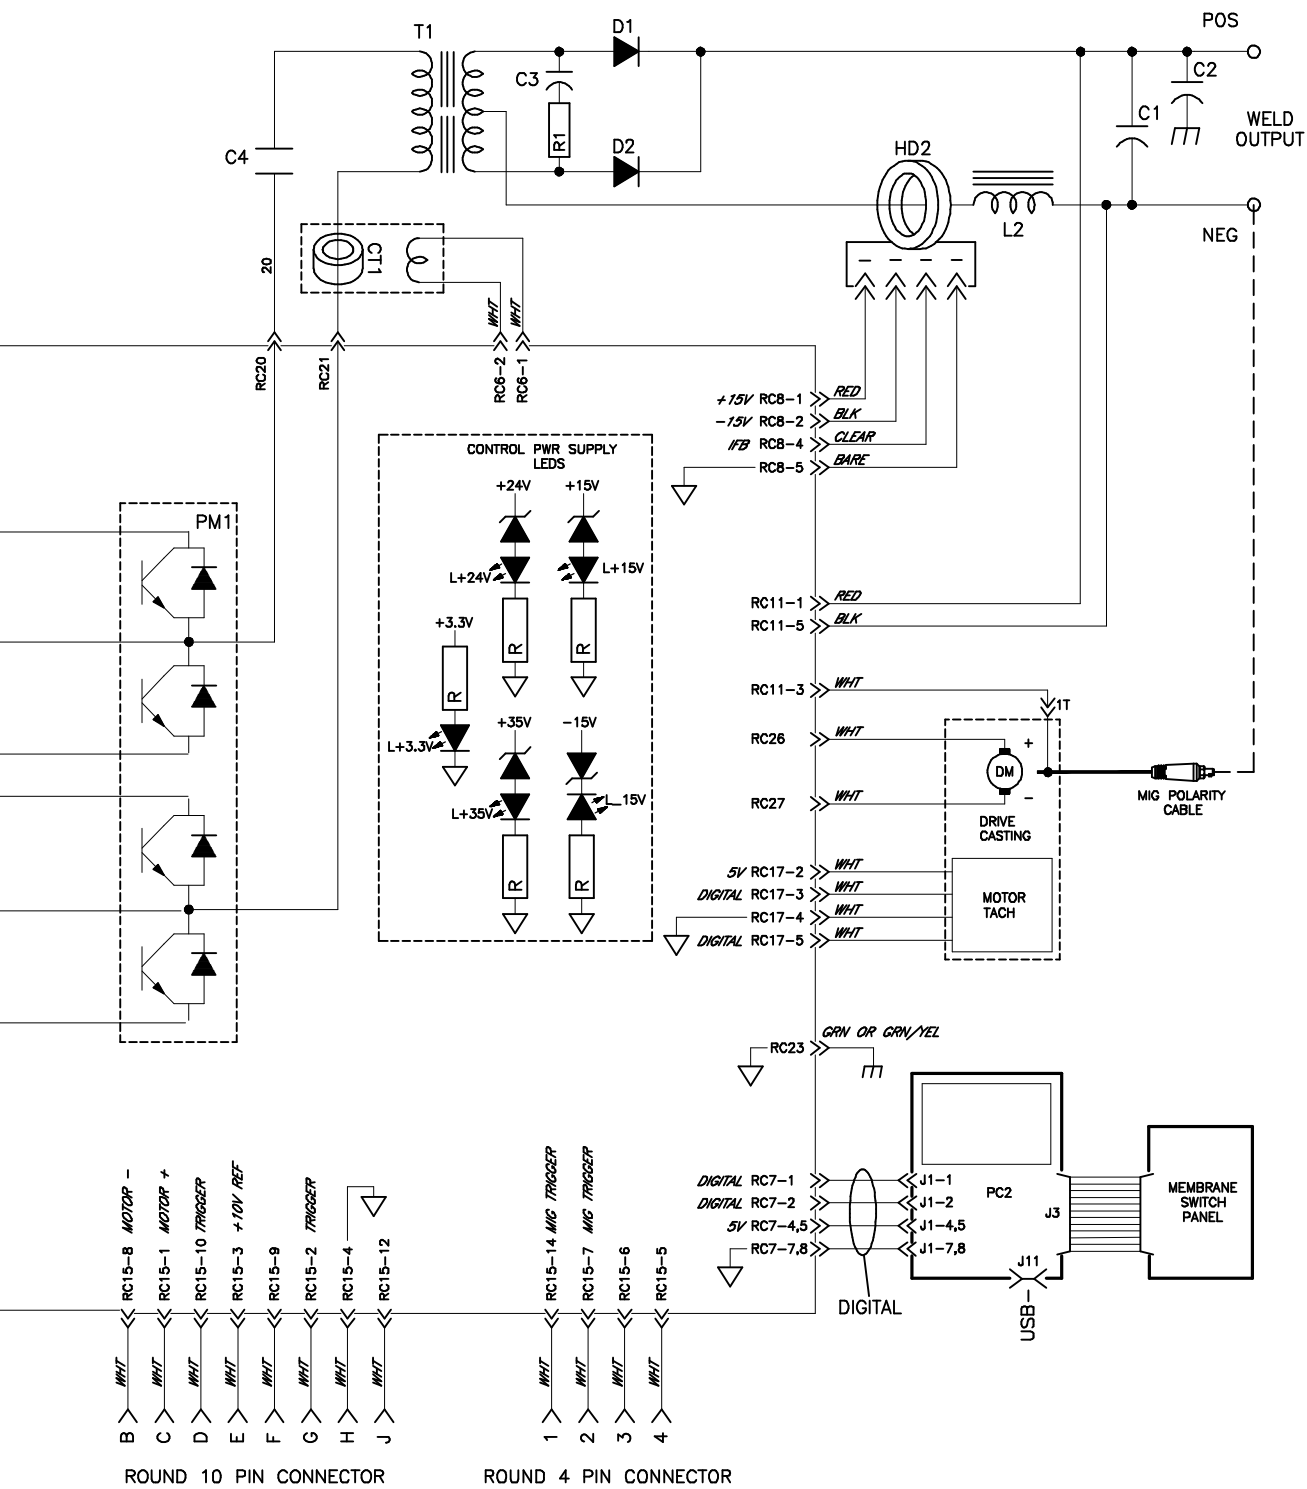 POS
T1
D1
C3
C2
R1
C1
WELD
OUTPUT
C4
D2
HD2
L2
NEG
CT1
20
WHT
WHT
RC20
RC21
RC6-2
RC6-1
+15V RC8-1 RED
-15V RC8-2 BLK
IFB RC8-4 CLEAR
RC8-5 BARE
CONTROL PWR SUPPLY
LEDS
+24V
+15V
PM1
L+24V
L+15V
RC11-1 RED
RC11-5 BLK
+3.3V
R
R
R
RC11-3 WHT
1T
+35V
-15V
RC26 WHT
L+3.3V
+
DM
-
MIG POLARITY
CABLE
L+35V
L_15V
RC27 WHT
DRIVE
CASTING
R
R
5V RC17-2 WHT
DIGITAL RC17-3 WHT
RC17-4 WHT
DIGITAL RC17-5 WHT
MOTOR
TACH
RC23 GRN OR GRN/YEL
DIGITAL RC7-1
DIGITAL RC7-2
5V RC7-4,5
RC7-7,8
J1-1
J1-2
J1-4,5
J1-7,8
PC2
J3
J11
USB
DIGITAL
MEMBRANE
SWITCH
PANEL
RC15-8 MOTOR -
RC15-1 MOTOR +
RC15-10 TRIGGER
RC15-3 +10V REF
RC15-9
RC15-2 TRIGGER
RC15-4
RC15-12
RC15-14 MIG TRIGGER
RC15-7 MIG TRIGGER
RC15-6
RC15-5
WHT WHT WHT WHT WHT WHT WHT WHT
WHT WHT WHT WHT
B C D E F G H J
1 2 3 4
ROUND 10 PIN CONNECTOR
ROUND 4 PIN CONNECTOR